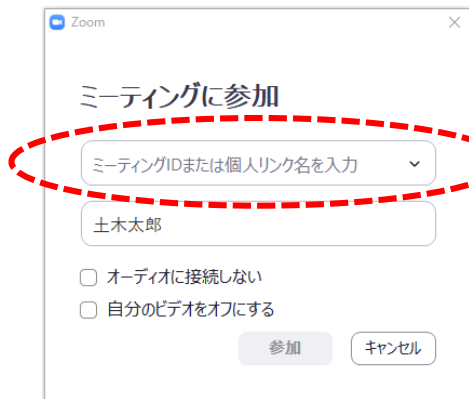 Zoom
ミーティングに参加
ミーティングIDまたは個人リンク名を入力
土木太郎
オーディオに接続しない
自分のビデオをオフにする
参加 キャンセル